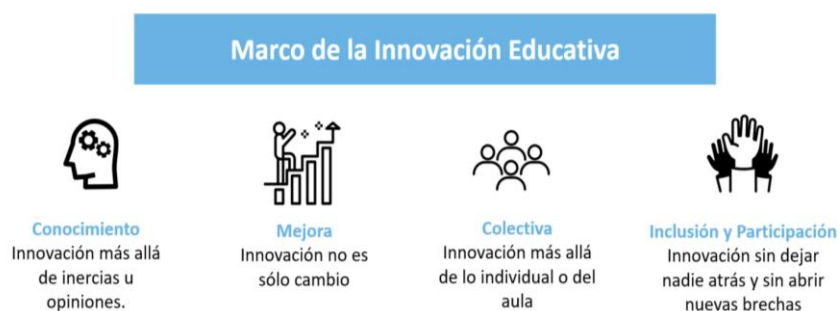 Marco de la Innovación Educativa
Conocimiento
Innovación más allá
de inercias u
opiniones.
Mejora
Innovación no es
sólo cambio
Colectiva
Innovación más allá
de lo individual o del
aula
Inclusión y Participación
Innovación sin dejar
nadie atrás y sin abrir
nuevas brechas